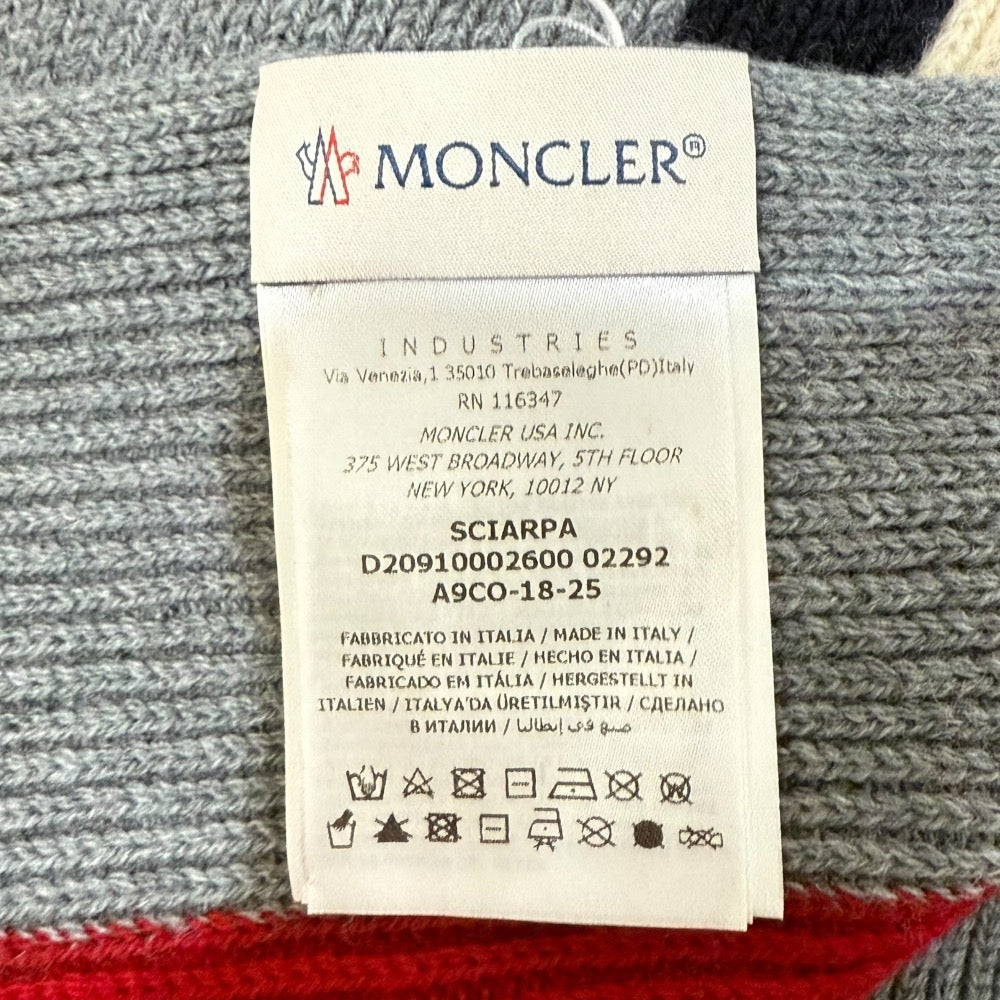 MONCLER®
INDUSTRIES
Via Venezia,1 35010 Trebaseleghe(PD)Italy
RN 116347
MONCLER USA INC.
375 WEST BROADWAY, 5TH FLOOR
NEW YORK, 10012 NY
SCIARPA
D20910002600 02292
A9CO-18-25
FABBRICATO IN ITALIA / MADE IN ITALY /
FABRIQUÉ EN ITALIE / HECHO EN ITALIA /
FABRICADO EM ITÁLIA / HERGESTELLT IN
ITALIEN / ITALYA'DA ÜRETILMIŞTIR / СДЕЛАНО
В ИТАЛИИ / صنع في إيطاليا